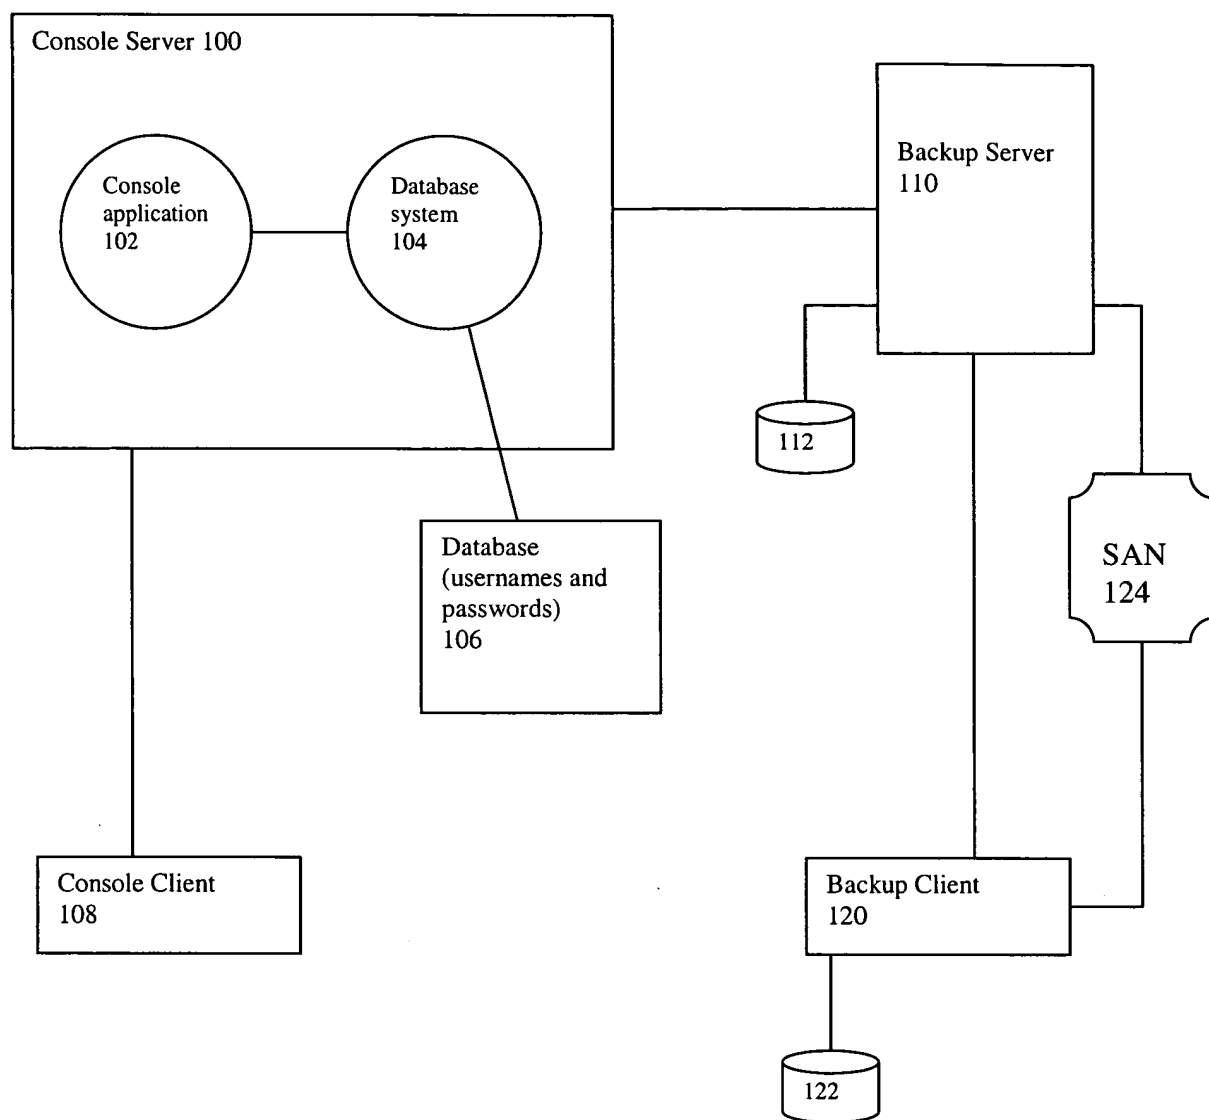 Console Server 100
Console
application
102
Database
system
104
Backup Server
110
112
Database
(usernames and
passwords)
106
SAN
124
Console Client
108
Backup Client
120
122